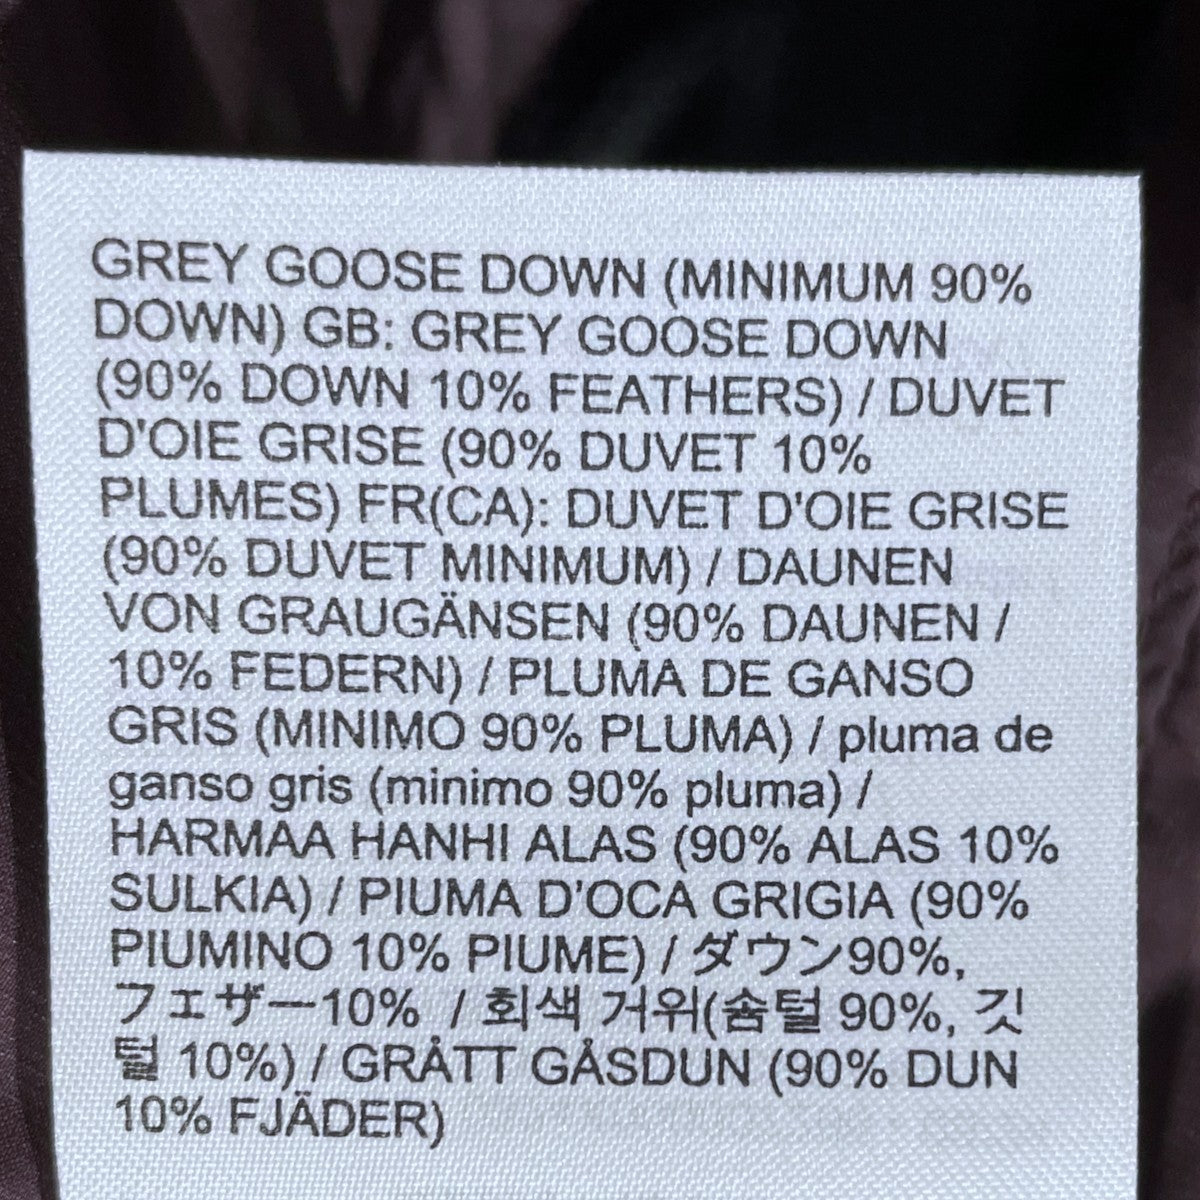 GREY GOOSE DOWN (MINIMUM 90%
DOWN) GB: GREY GOOSE DOWN
(90% DOWN 10% FEATHERS) / DUVET
D'OIE GRISE (90% DUVET 10%
PLUMES) FR(CA): DUVET D'OIE GRISE
(90% DUVET MINIMUM) / DAUNEN
VON GRAUGÄNSEN (90% DAUNEN /
10% FEDERN) / PLUMA DE GANSO
GRIS (MINIMO 90% PLUMA) / pluma de
ganso gris (minimo 90% pluma) /
HARMAA HANHI ALAS (90% ALAS 10%
SULKIA) / PIUMA D'OCA GRIGIA (90%
PIUMINO 10% PIUME) / ダウン90%,
フェザー10% / 회색 거위(솜털 90%, 깃
털 10%) / GRÅTT GÅSDUN (90% DUN
10% FJÄDER)